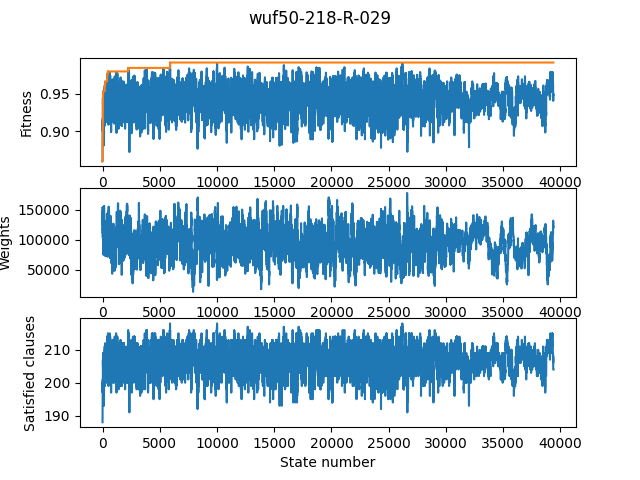 wuf50-218-R-029
0.95
0.90
Fitness
0 5000 10000 15000 20000 25000 30000 35000 40000
150000
100000
50000
Weights
0 5000 10000 15000 20000 25000 30000 35000 40000
210
200
190
Satisfied clauses
0 5000 10000 15000 20000 25000 30000 35000 40000
State number